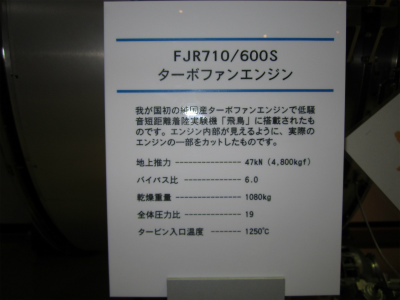 FJR710/600S
ターボファンエンジン
我が国初の純国産ターボファンエンジンで低騒
音短距離着陸実験機「飛鳥」に搭載されたも
のです。エンジン内部が見えるように、実際の
エンジンの一部をカットしたものです。
地上推力 --------------- 47kN (4,800kgf)
バイパス比 --------------- 6.0
乾燥重量 --------------- 1080kg
全体圧力比 ------------ 19
タービン入口温度 ------- 1250℃